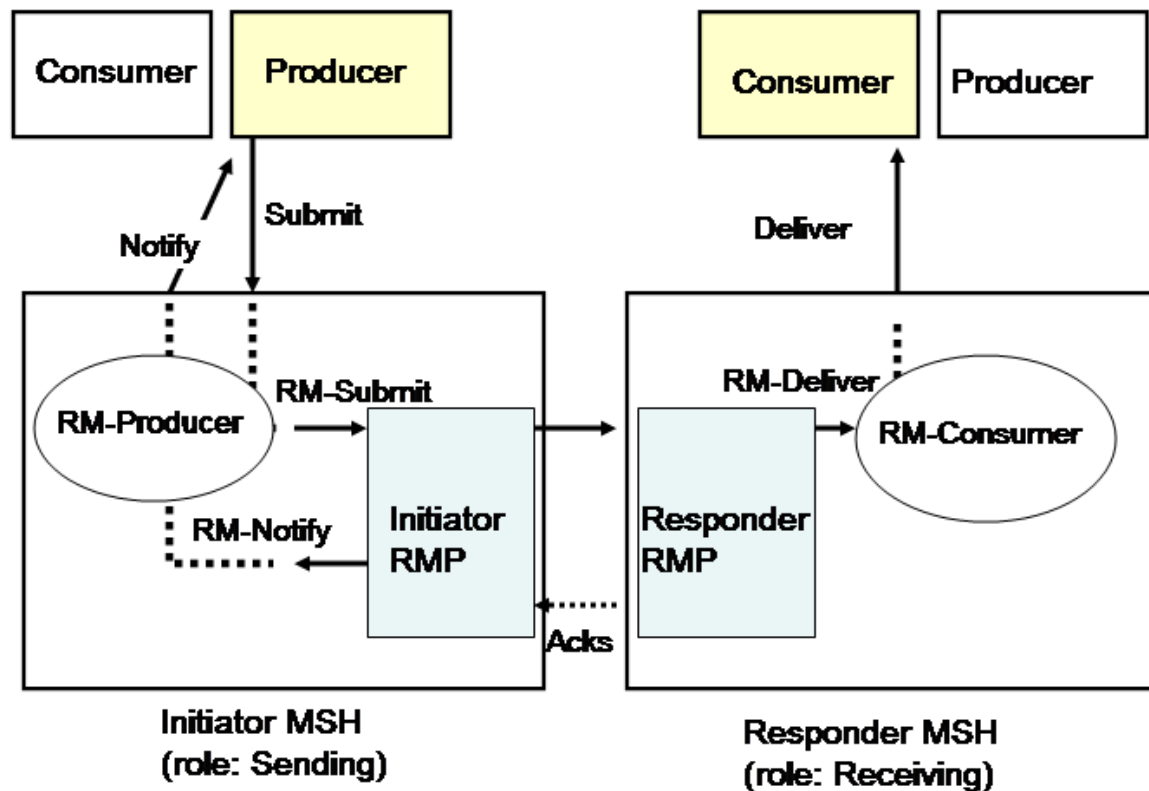 Consumer
Producer
Consumer
Producer
Submit
Notify
Deliver
RM-Submit
RM-Producer
RM-Deliver
RM-Consumer
RM-Notify
Initiator
RMP
Responder
RMP
Acks
Initiator MSH
(role: Sending)
Responder MSH
(role: Receiving)